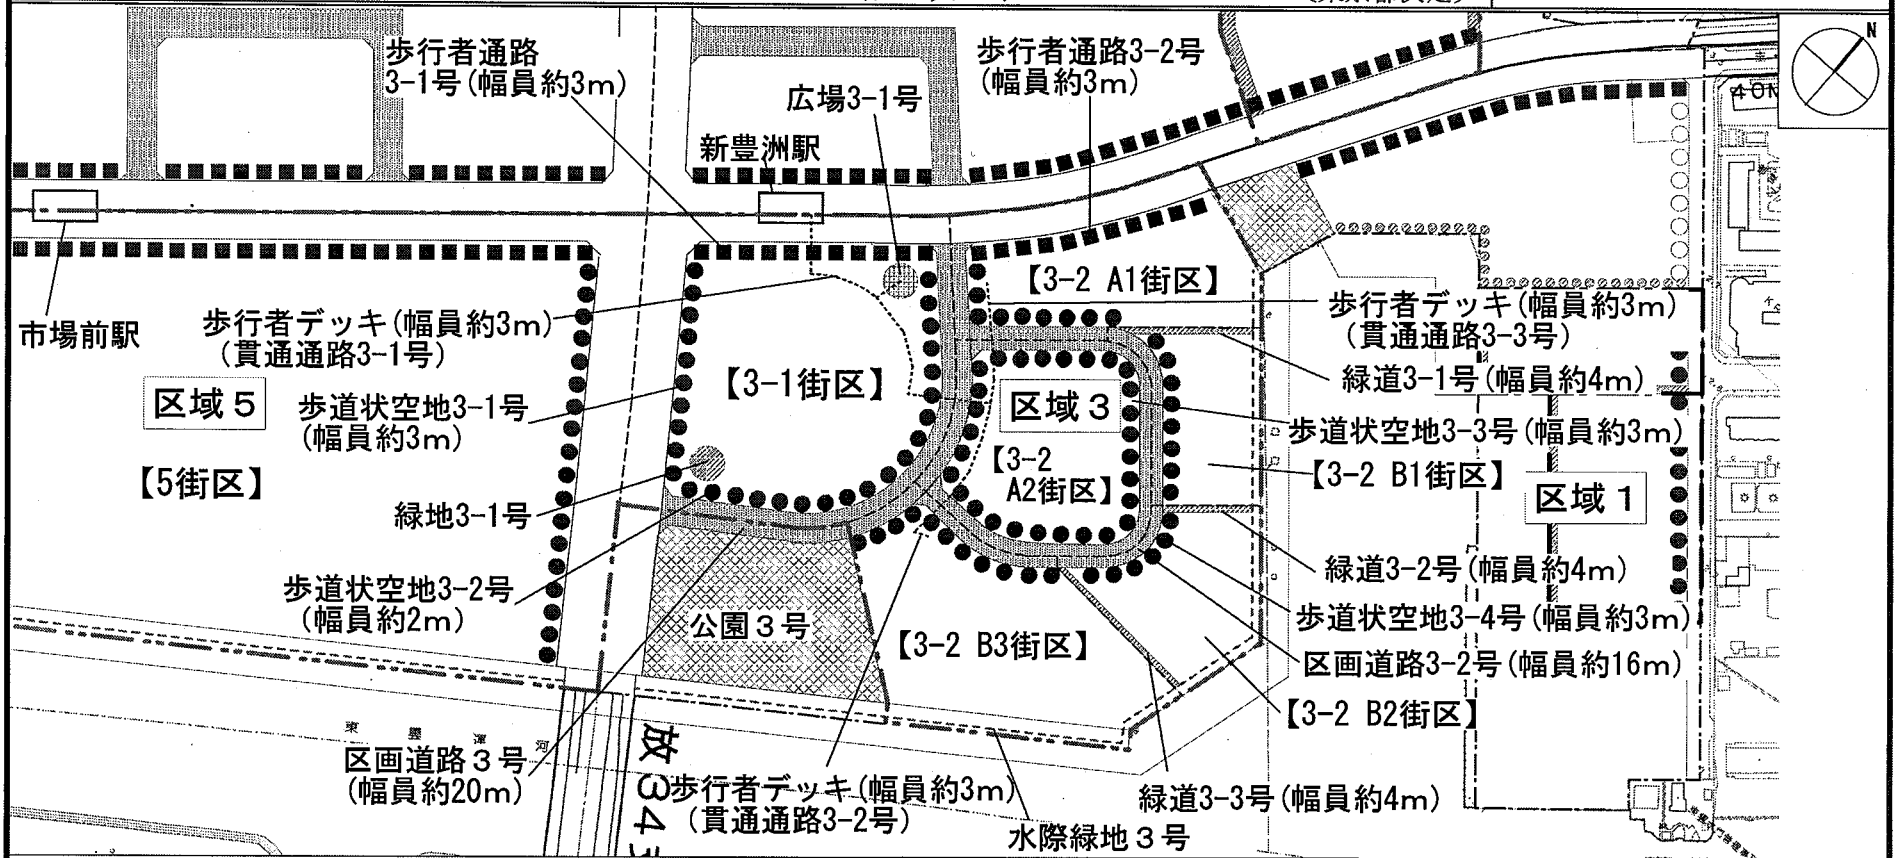 N
歩行者通路
3-1号(幅員約3m)
広場3-1号
歩行者通路3-2号
(幅員約3m)
新豊洲駅
市場前駅
歩行者デッキ(幅員約3m)
(貫通通路3-1号)
【3-2 A1街区】
歩行者デッキ(幅員約3m)
(貫通通路3-3号)
区域5
歩道状空地3-1号
(幅員約3m)
【3-1街区】
区域3
緑道3-1号(幅員約4m)
歩道状空地3-3号(幅員約3m)
【5街区】
【3-2
A2街区】
【3-2 B1街区】
区域1
緑地3-1号
緑道3-2号(幅員約4m)
歩道状空地3-2号
(幅員約2m)
公園3号
【3-2 B3街区】
歩道状空地3-4号(幅員約3m)
区画道路3-2号(幅員約16m)
【3-2 B2街区】
区画道路3号
(幅員約20m)
放34
歩行者デッキ(幅員約3m)
(貫通通路3-2号)
緑道3-3号(幅員約4m)
水際緑地3号